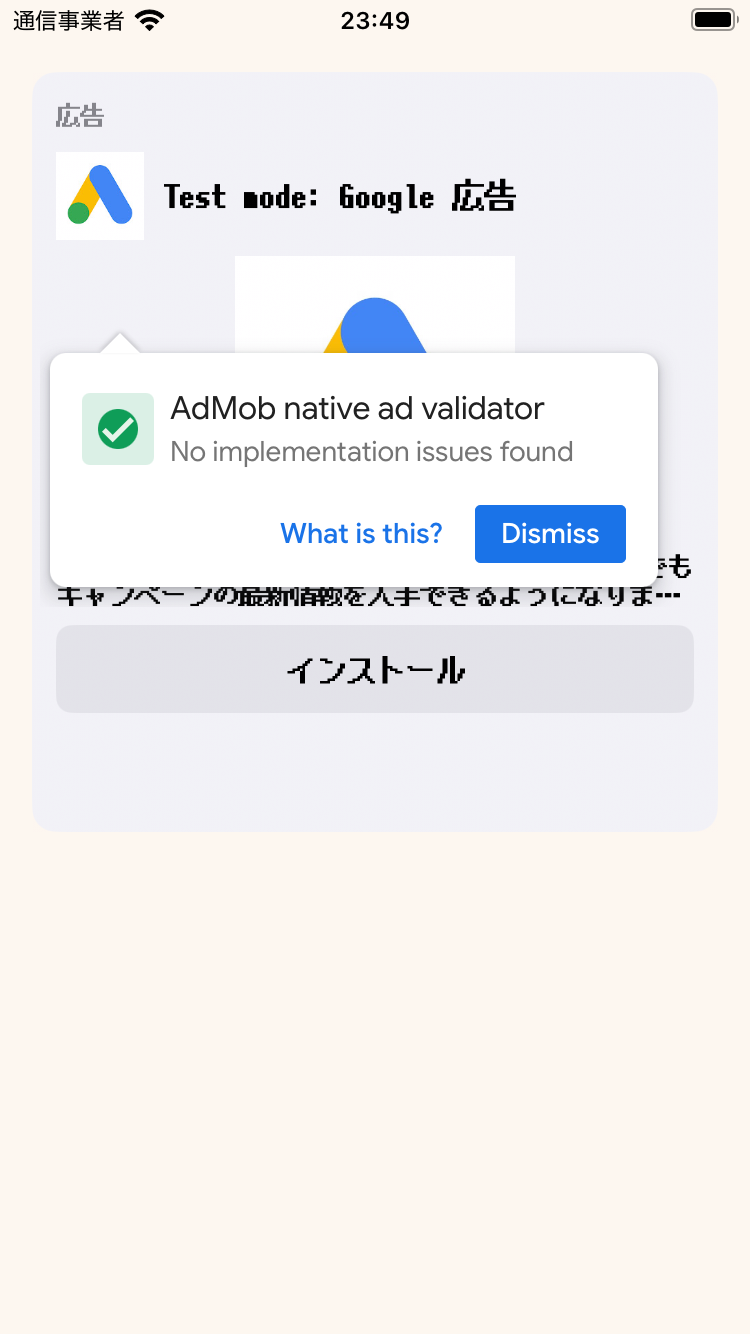 通信事業者 23:49
広告
Test mode: Google 広告
AdMob native ad validator
No implementation issues found
What is this? Dismiss
でも
キャンペーンの最新情報を入手できるようになりま…
インストール